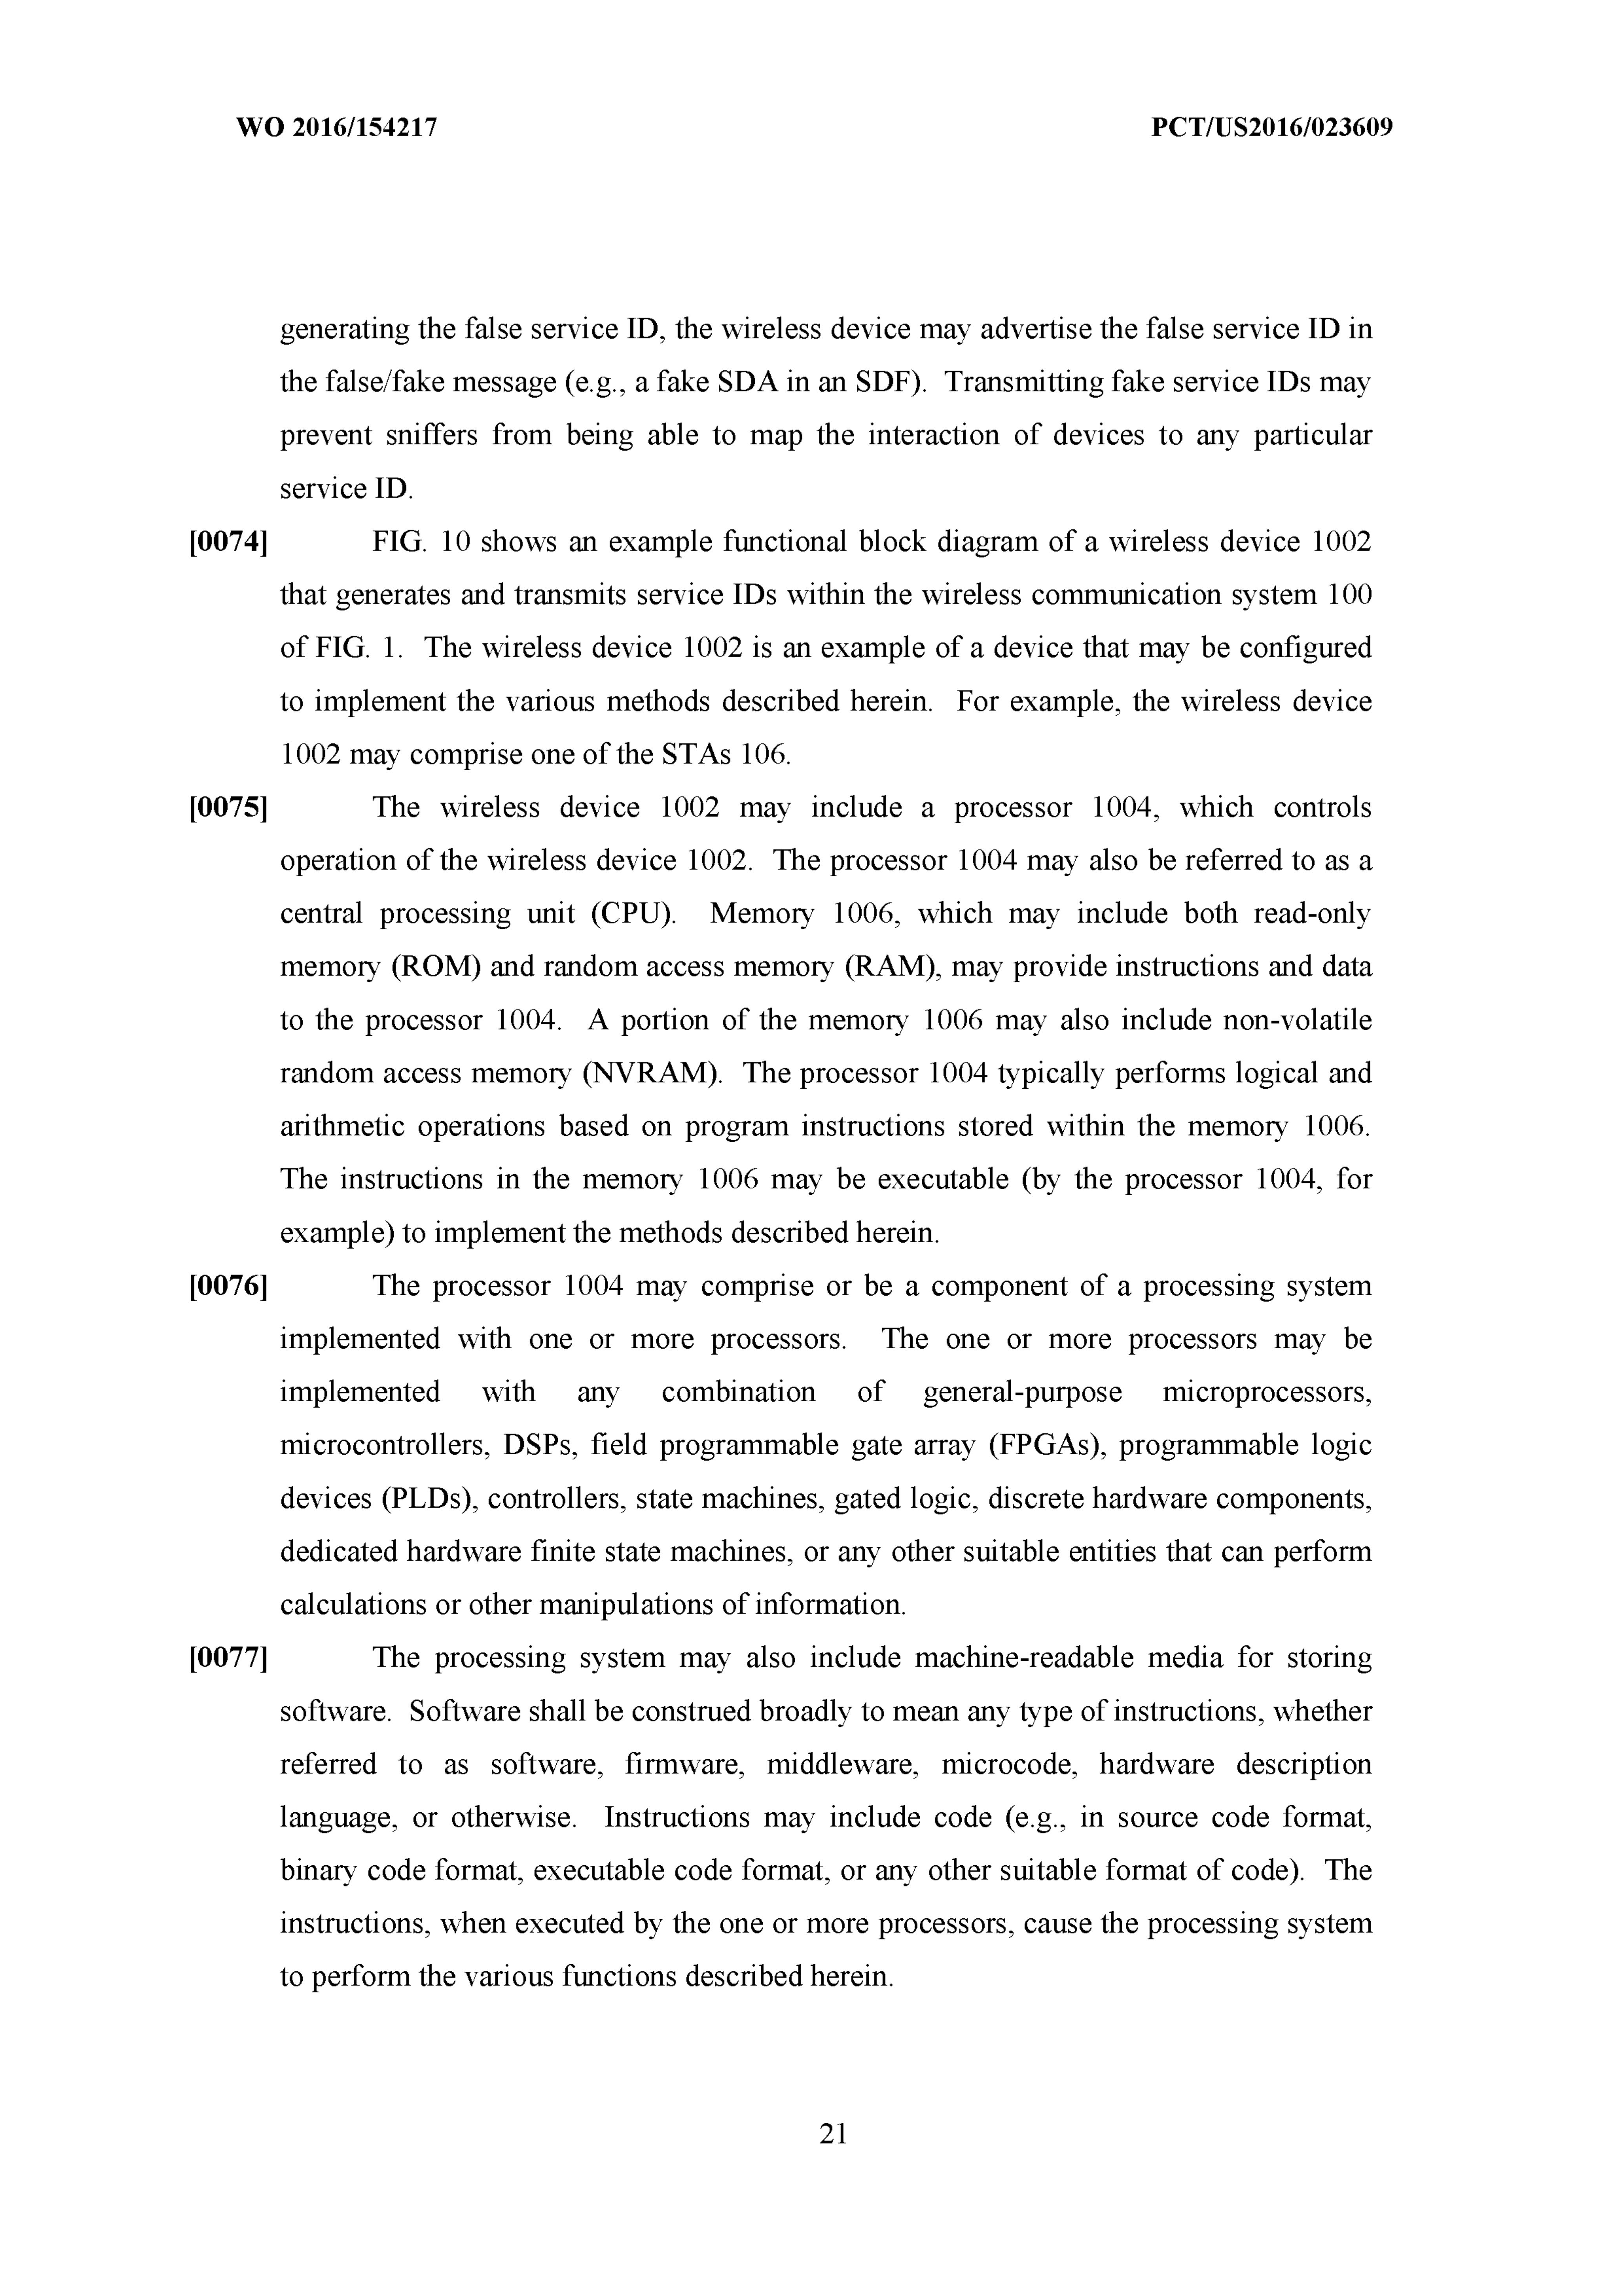 WO 2016/154217 PCT/US2016/023609
generating the false service ID, the wireless device may advertise the false service ID in
the false/fake message (e.g., a fake SDA in an SDF).  Transmitting fake service IDs may
prevent sniffers from being able to map the interaction of devices to any particular
service ID.
[0074] FIG. 10 shows an example functional block diagram of a wireless device 1002
that generates and transmits service IDs within the wireless communication system 100
of FIG. 1.  The wireless device 1002 is an example of a device that may be configured
to implement the various methods described herein.  For example, the wireless device
1002 may comprise one of the STAs 106.
[0075] The wireless device 1002 may include a processor 1004, which controls
operation of the wireless device 1002.  The processor 1004 may also be referred to as a
central processing unit (CPU).  Memory 1006, which may include both read-only
memory (ROM) and random access memory (RAM), may provide instructions and data
to the processor 1004.  A portion of the memory 1006 may also include non-volatile
random access memory (NVRAM).  The processor 1004 typically performs logical and
arithmetic operations based on program instructions stored within the memory 1006.
The instructions in the memory 1006 may be executable (by the processor 1004, for
example) to implement the methods described herein.
[0076] The processor 1004 may comprise or be a component of a processing system
implemented with one or more processors.  The one or more processors may be
implemented with any combination of general-purpose microprocessors,
microcontrollers, DSPs, field programmable gate array (FPGAs), programmable logic
devices (PLDs), controllers, state machines, gated logic, discrete hardware components,
dedicated hardware finite state machines, or any other suitable entities that can perform
calculations or other manipulations of information.
[0077] The processing system may also include machine-readable media for storing
software.  Software shall be construed broadly to mean any type of instructions, whether
referred to as software, firmware, middleware, microcode, hardware description
language, or otherwise.  Instructions may include code (e.g., in source code format,
binary code format, executable code format, or any other suitable format of code).  The
instructions, when executed by the one or more processors, cause the processing system
to perform the various functions described herein.
21